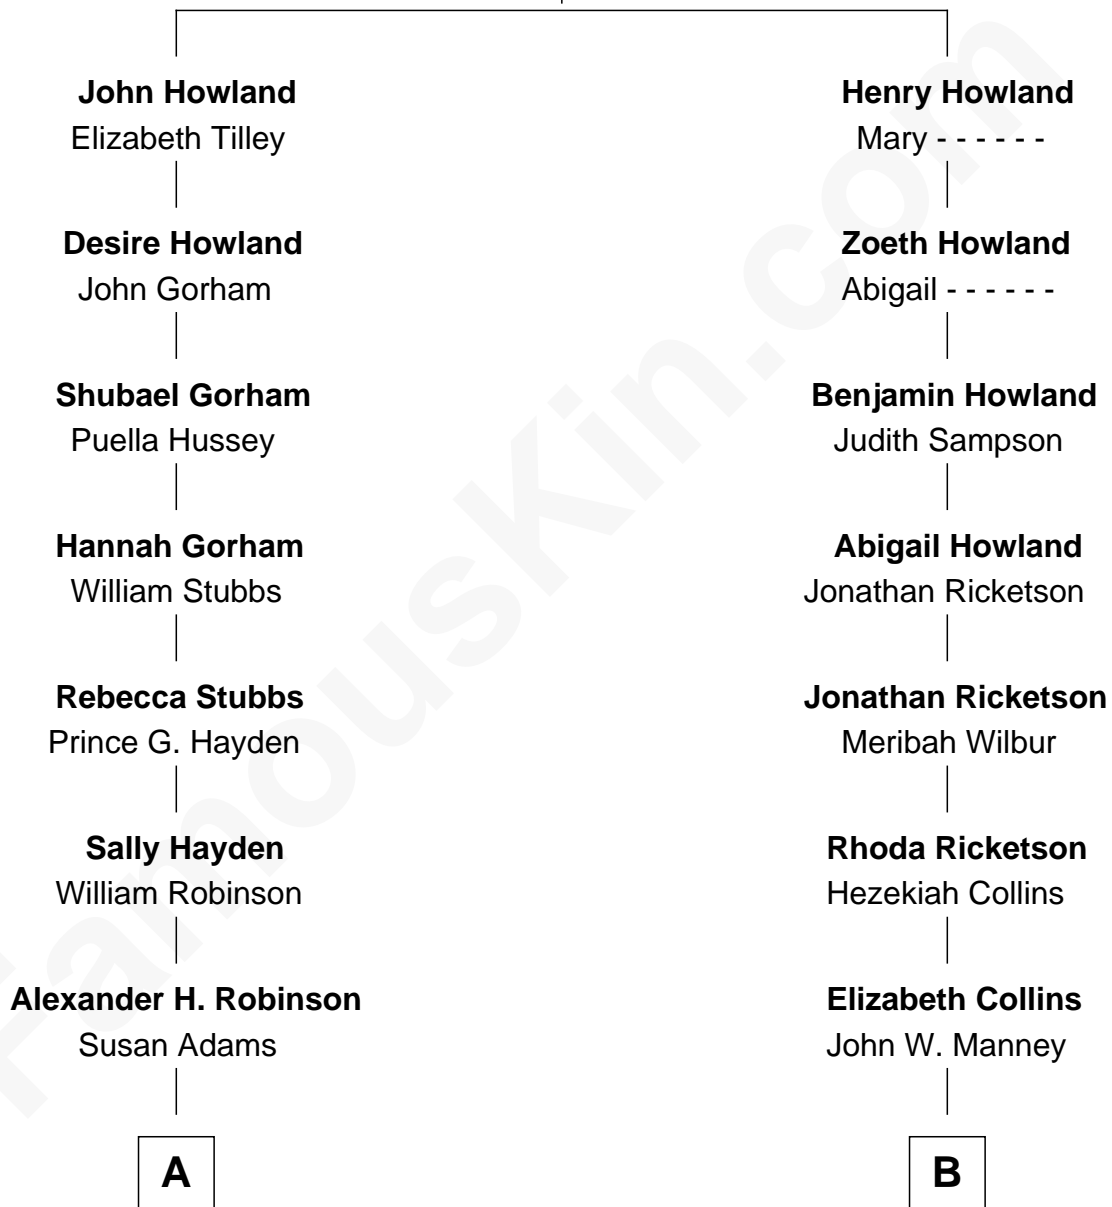 John Howland
Elizabeth Tilley
Desire Howland
John Gorham
Shubael Gorham
Puella Hussey
Hannah Gorham
William Stubbs
Rebecca Stubbs
Prince G. Hayden
Sally Hayden
William Robinson
Alexander H. Robinson
Susan Adams
A
Henry Howland
Mary - - - - - -
Zoeth Howland
Abigail - - - - - -
Benjamin Howland
Judith Sampson
Abigail Howland
Jonathan Ricketson
Jonathan Ricketson
Meribah Wilbur
Rhoda Ricketson
Hezekiah Collins
Elizabeth Collins
John W. Manney
B
FamousKin.com